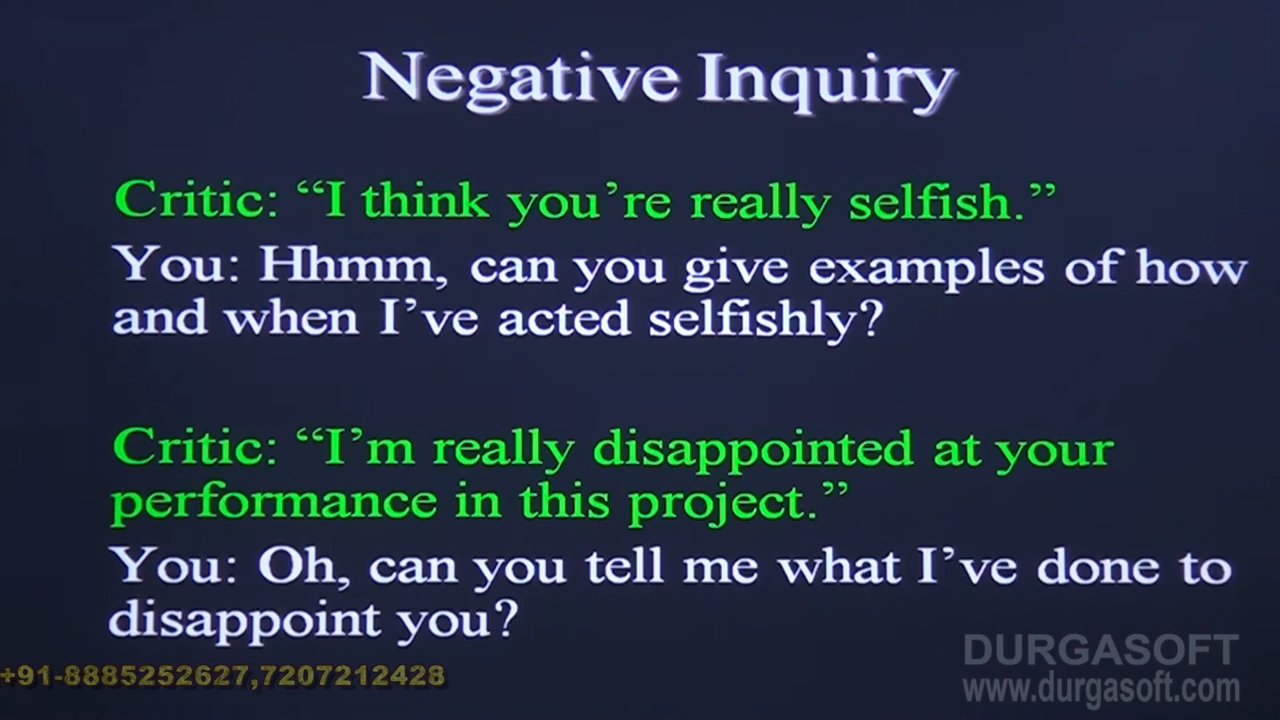 Negative Inquiry
Critic: “I think you’re really selfish.”
You: Hhmm, can you give examples of how
and when I’ve acted selfishly?
Critic: “I’m really disappointed at your
performance in this project.”
You: Oh, can you tell me what I’ve done to
disappoint you?
+91-8885252627,7207212428
DURGASOFT
www.durgasoft.com